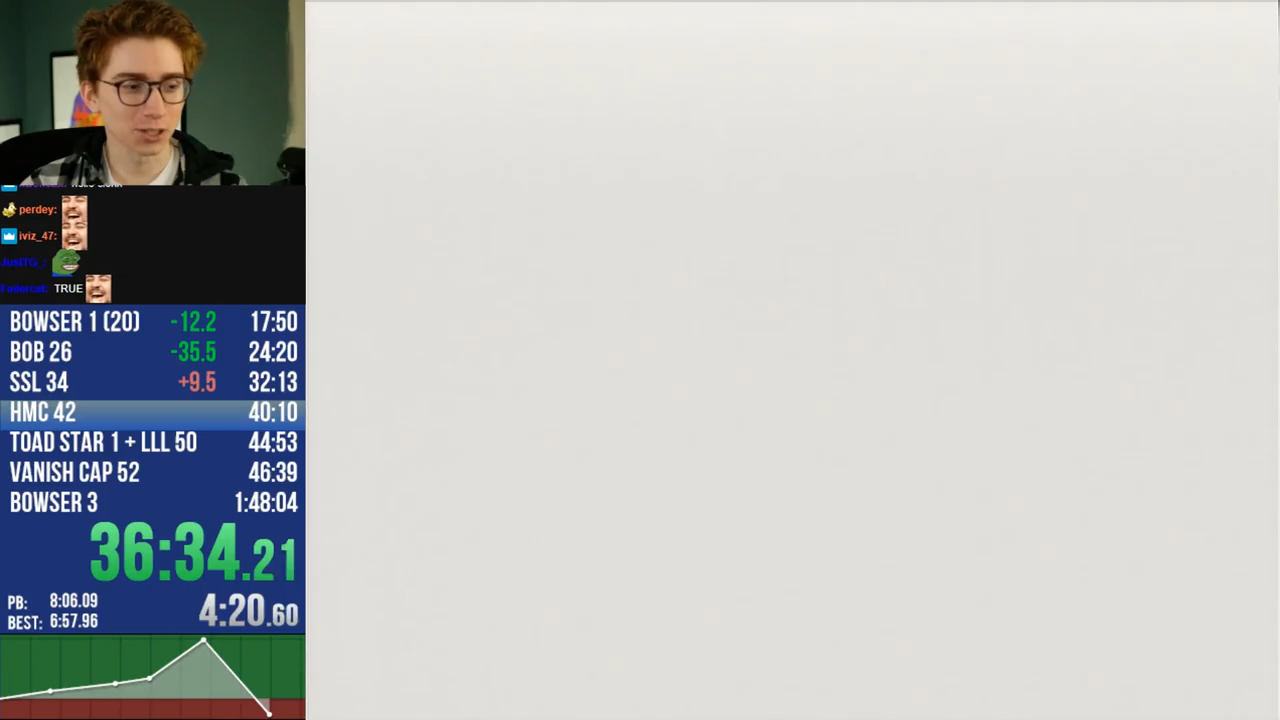 perdey:
iviz_47:
JustTG_:
TRUE
BOWSER 1 (20) -12.2 17:50
BOB 26 -35.5 24:20
SSL 34 +9.5 32:13
HMC 42 40:10
TOAD STAR 1 + LLL 50 44:53
VANISH CAP 52 46:39
BOWSER 3 1:48:04
36:34.21
PB: 8:06.09 4:20.60
BEST: 6:57.96